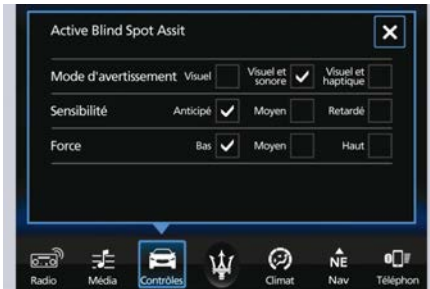 Active Blind Spot Assit
Mode d'avertissement Visuel Visuel et sonore Visuel et haptique
Sensibilité Anticipé Moyen Retardé
Force Bas Moyen Haut
NE
Radio Média Contrôles Climat Nav Téléphon